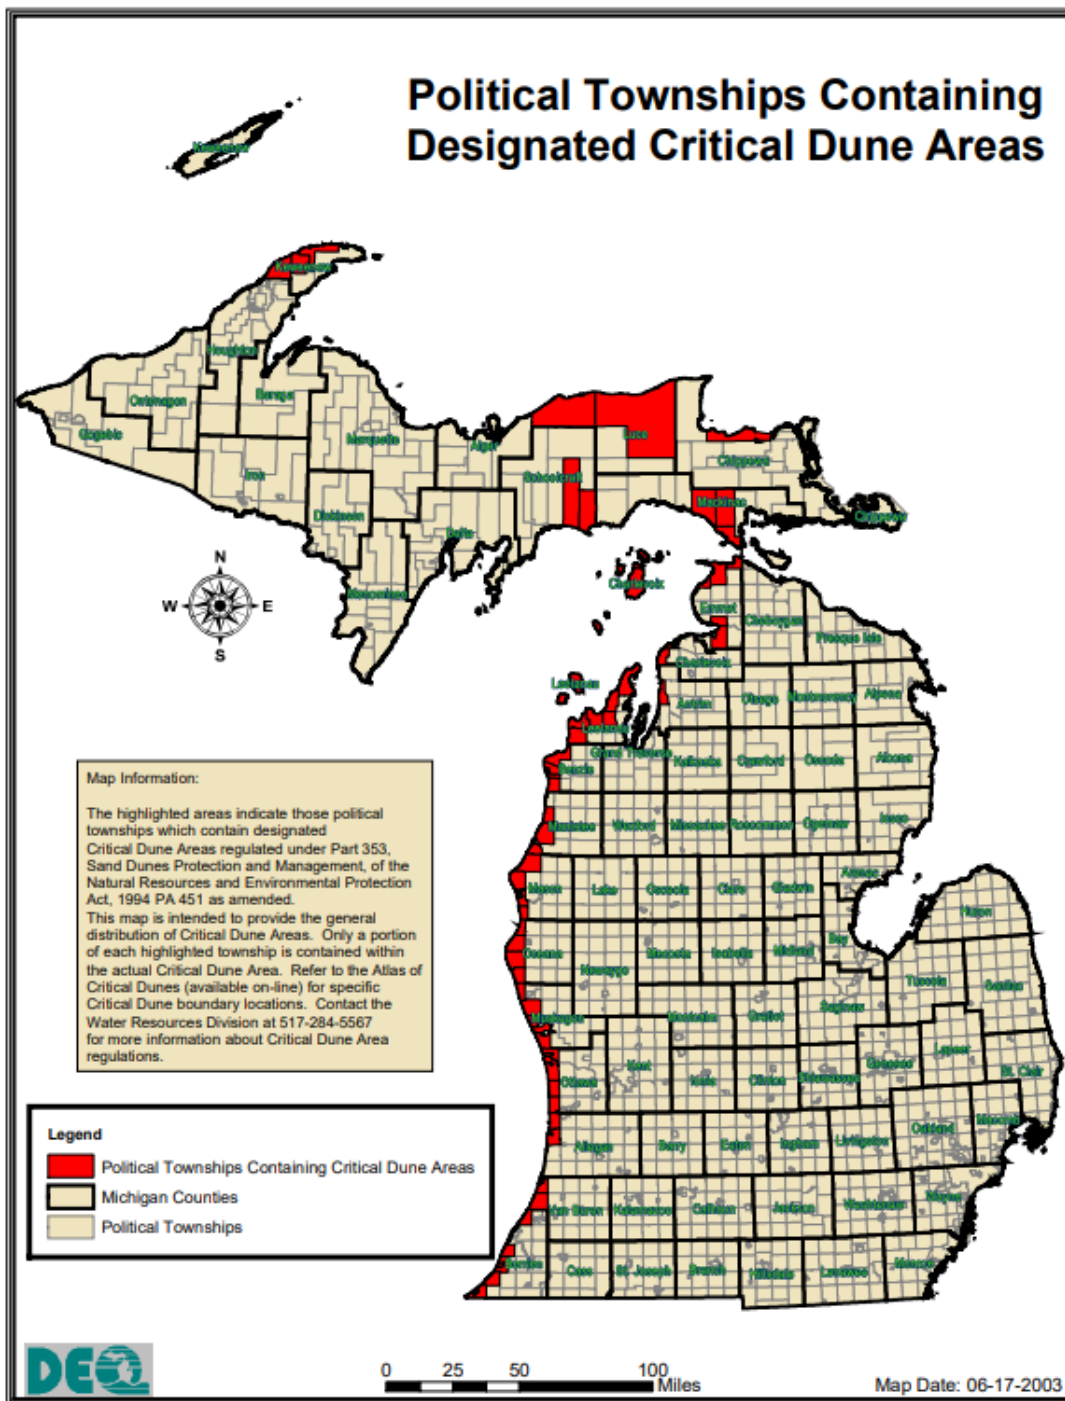 Political Townships Containing
Designated Critical Dune Areas
Keweenaw
Keweenaw
Houghton
Ontonagon
Baraga
Gogebic
Marquette
Alger
Luce
Chippewa
Iron
Schoolcraft
Mackinac
Chippewa
Dickinson
Delta
N
W
E
S
Menominee
Charlevoix
Emmet
Cheboygan
Presque Isle
Charlevoix
Leelanau
Antrim
Otsego
Montmorency
Alpena
Leelanau
Grand Traverse
Benzie
Kalkaska
Crawford
Oscoda
Alcona
Manistee
Wexford
Missaukee
Roscommon
Ogemaw
Iosco
Mason
Lake
Osceola
Clare
Gladwin
Arenac
Huron
Oceana
Newaygo
Mecosta
Isabella
Midland
Bay
Tuscola
Sanilac
Muskegon
Montcalm
Gratiot
Saginaw
Ottawa
Kent
Ionia
Clinton
Shiawassee
Genesee
Lapeer
St. Clair
Allegan
Barry
Eaton
Ingham
Livingston
Oakland
Macomb
Van Buren
Kalamazoo
Calhoun
Jackson
Washtenaw
Wayne
Berrien
Cass
St. Joseph
Branch
Hillsdale
Lenawee
Monroe
Map Information:
The highlighted areas indicate those political
townships which contain designated
Critical Dune Areas regulated under Part 353,
Sand Dunes Protection and Management, of the
Natural Resources and Environmental Protection
Act, 1994 PA 451 as amended.
This map is intended to provide the general
distribution of Critical Dune Areas. Only a portion
of each highlighted township is contained within
the actual Critical Dune Area. Refer to the Atlas of
Critical Dunes (available on-line) for specific
Critical Dune boundary locations. Contact the
Water Resources Division at 517-284-5567
for more information about Critical Dune Area
regulations.
Legend
Political Townships Containing Critical Dune Areas
Michigan Counties
Political Townships
DEQ
0 25 50 100
Miles
Map Date: 06-17-2003